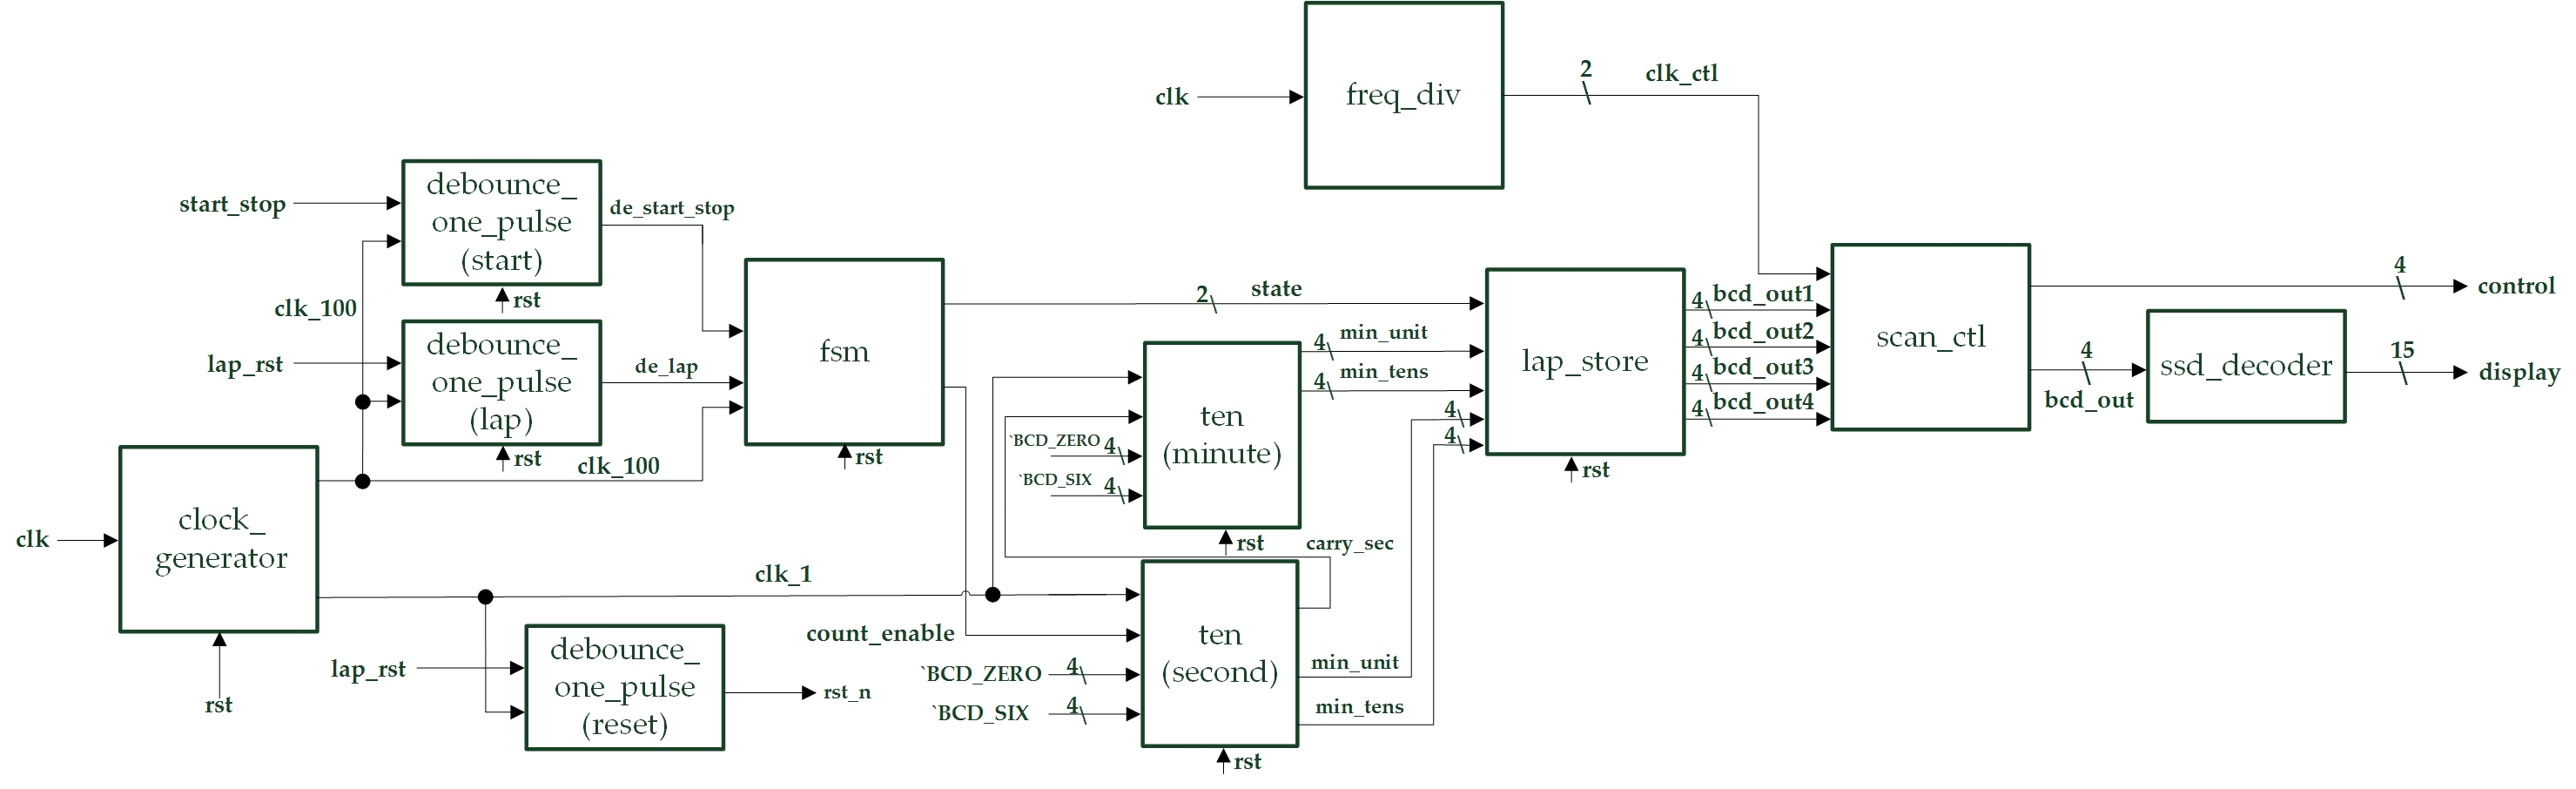 clk
freq_div
2
clk_ctl
start_stop
debounce_
one_pulse
(start)
rst
de_start_stop
clk_100
lap_rst
debounce_
one_pulse
(lap)
rst
de_lap
clk_100
fsm
rst
2
state
clk
clock_
generator
rst
clk_1
lap_rst
debounce_
one_pulse
(reset)
rst_n
count_enable
`BCD_ZERO
4
`BCD_SIX
4
ten
(minute)
rst
4
min_unit
4
min_tens
carry_sec
`BCD_ZERO
4
`BCD_SIX
4
ten
(second)
rst
min_unit
min_tens
4
4
lap_store
rst
4
bcd_out1
4
bcd_out2
4
bcd_out3
4
bcd_out4
scan_ctl
4
control
4
bcd_out
ssd_decoder
15
display